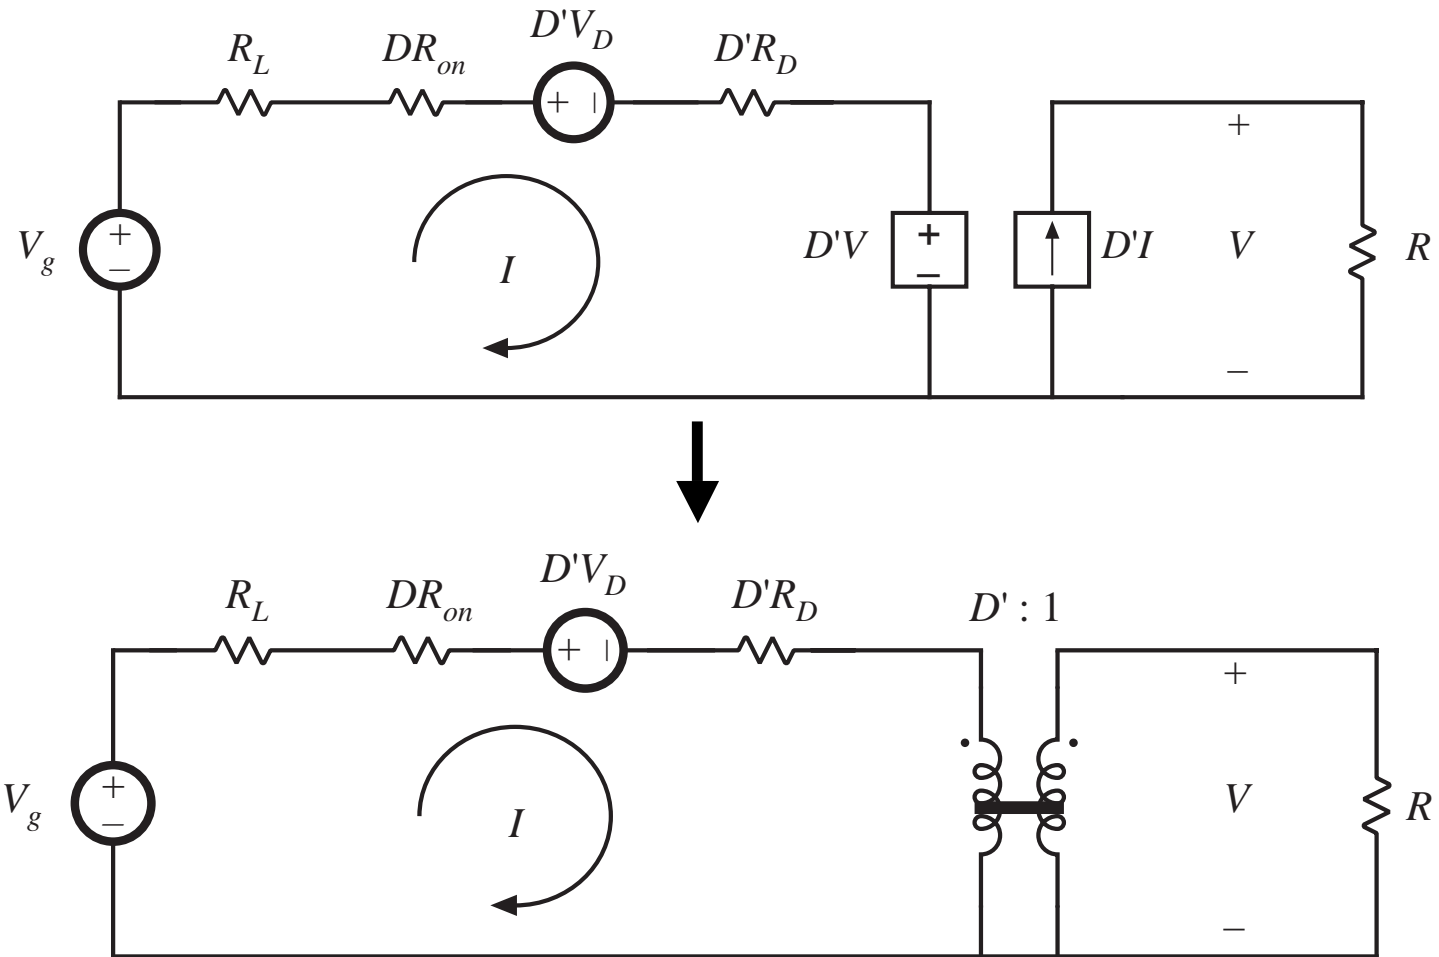 D'V_D
R_L DR_on D'R_D
+ −
+
V_g + − I D'V + − D'I V R
−
D'V_D
R_L DR_on D'R_D D' : 1
+ −
+
V_g + − I V R
−